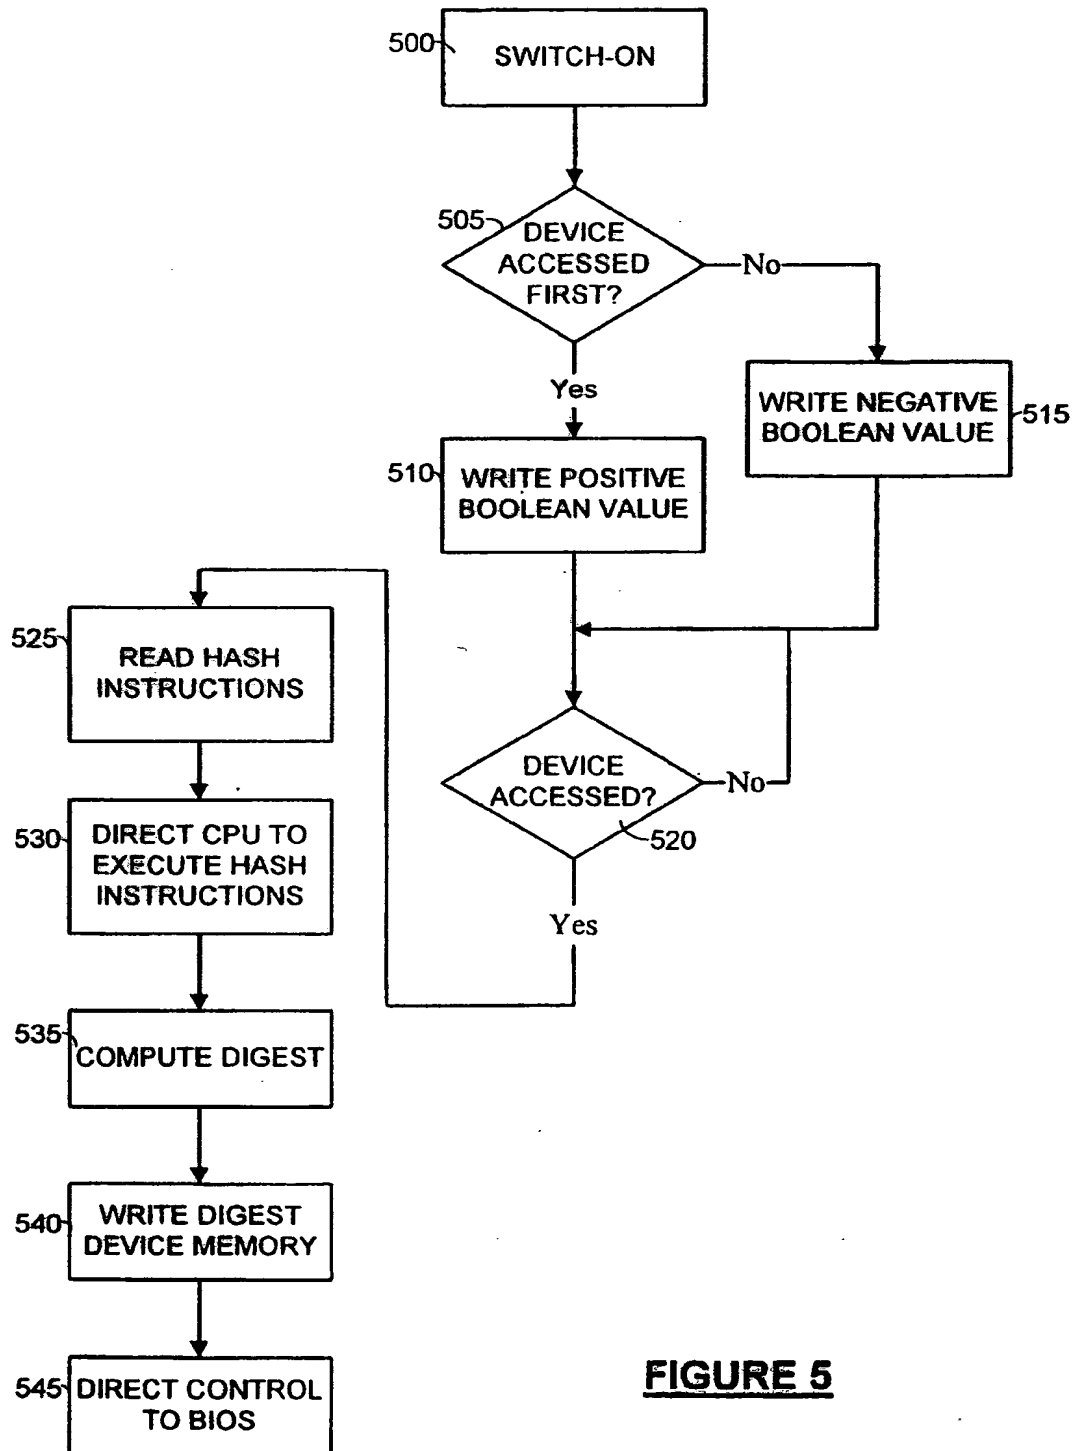 500
SWITCH-ON
505
DEVICE
ACCESSED
FIRST?
No
Yes
WRITE NEGATIVE
BOOLEAN VALUE
515
510
WRITE POSITIVE
BOOLEAN VALUE
DEVICE
ACCESSED?
No
520
Yes
525
READ HASH
INSTRUCTIONS
530
DIRECT CPU TO
EXECUTE HASH
INSTRUCTIONS
535
COMPUTE DIGEST
540
WRITE DIGEST
DEVICE MEMORY
545
DIRECT CONTROL
TO BIOS
FIGURE 5